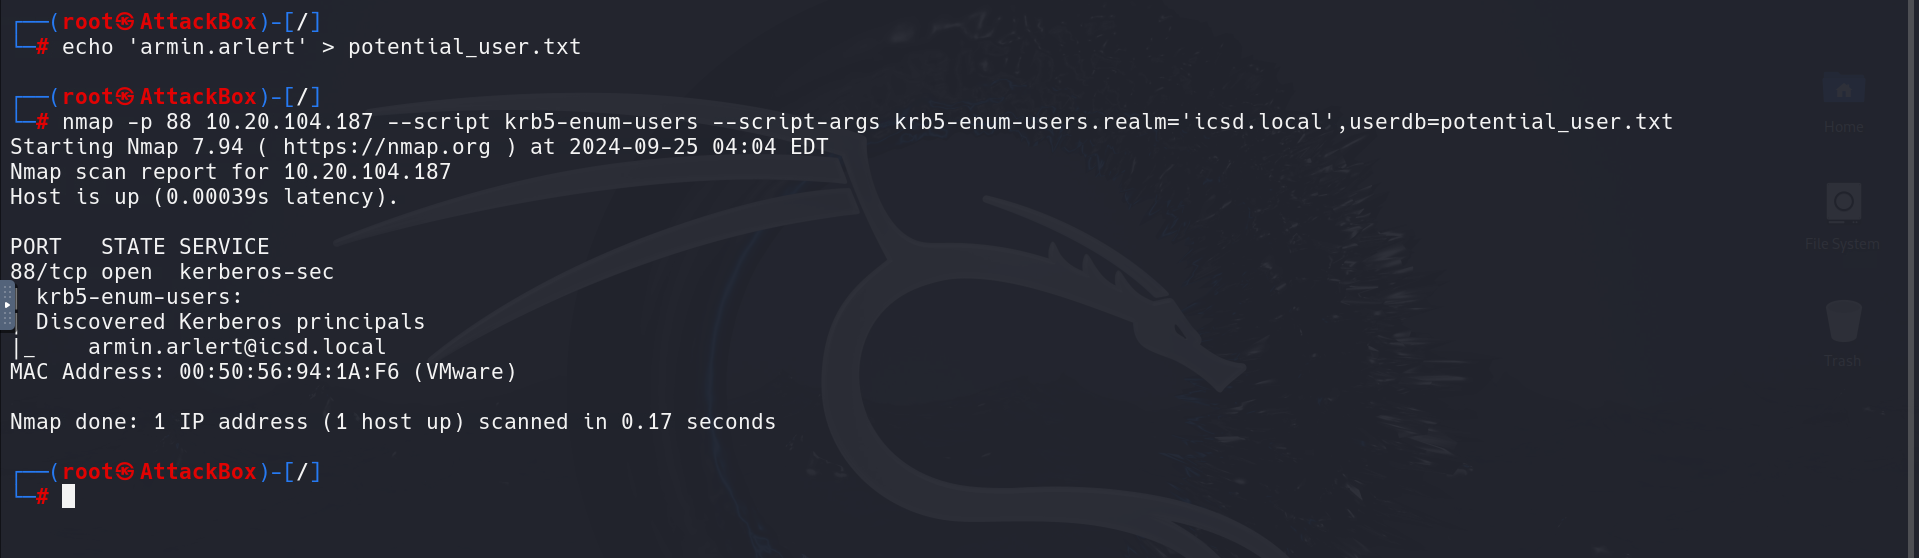 ┌──(root㉿AttackBox)-[/]
└─# echo 'armin.arlert' > potential_user.txt

┌──(root㉿AttackBox)-[/]
└─# nmap -p 88 10.20.104.187 --script krb5-enum-users --script-args krb5-enum-users.realm='icsd.local',userdb=potential_user.txt
Starting Nmap 7.94 ( https://nmap.org ) at 2024-09-25 04:04 EDT
Nmap scan report for 10.20.104.187
Host is up (0.00039s latency).

PORT   STATE SERVICE
88/tcp open  kerberos-sec
| krb5-enum-users:
| Discovered Kerberos principals
|_    armin.arlert@icsd.local
MAC Address: 00:50:56:94:1A:F6 (VMware)

Nmap done: 1 IP address (1 host up) scanned in 0.17 seconds

┌──(root㉿AttackBox)-[/]
└─#
Home
File System
Trash